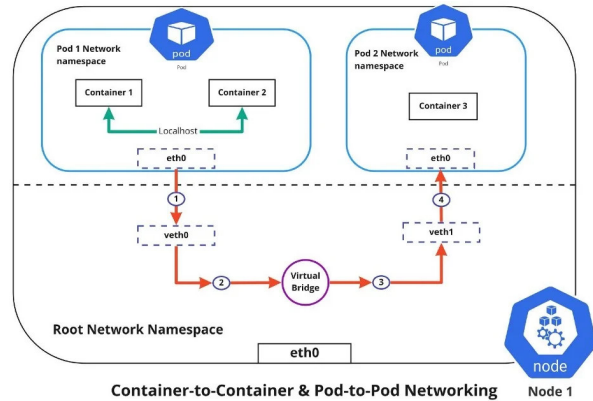 pod
Pod
Pod 1 Network
namespace
Container 1
Container 2
Localhost
eth0
pod
Pod
Pod 2 Network
namespace
Container 3
eth0
1
4
veth0
veth1
2
Virtual
Bridge
3
Root Network Namespace
eth0
node
Container-to-Container & Pod-to-Pod Networking
Node 1